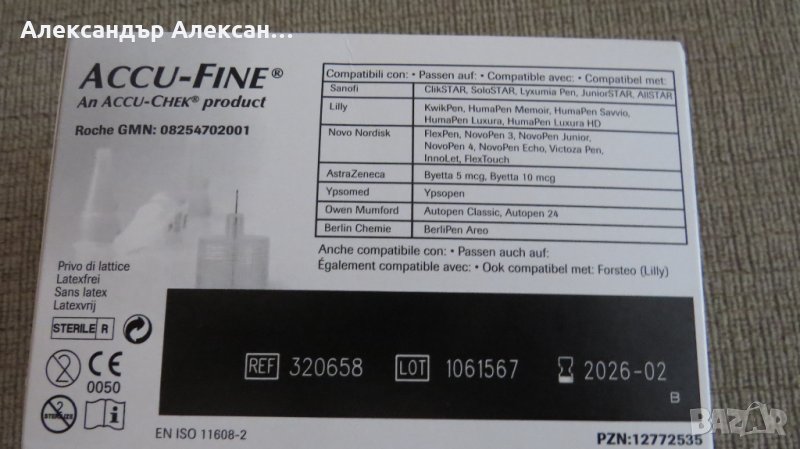 Александър Алексан...
ACCU-FINE®
An ACCU-CHEK® product
Roche GMN: 08254702001
Compatibili con: • Passen auf: • Compatible avec: • Compatibel met:
Sanofi ClikSTAR, SoloSTAR, Lyxumia Pen, JuniorSTAR, AllSTAR
Lilly KwikPen, HumaPen Memoir, HumaPen Savvio,
HumaPen Luxura, HumaPen Luxura HD
Novo Nordisk FlexPen, NovoPen 3, NovoPen Junior,
NovoPen 4, NovoPen Echo, Victoza Pen,
InnoLet, FlexTouch
AstraZeneca Byetta 5 mcg, Byetta 10 mcg
Ypsomed Ypsopen
Owen Mumford Autopen Classic, Autopen 24
Berlin Chemie BerliPen Areo
Anche compatibile con: • Passen auch auf:
Également compatible avec: • Ook compatibel met: Forsteo (Lilly)
Privo di lattice
Latexfrei
Sans latex
Latexvrij
STERILE R
CE
0050
REF 320658 LOT 1061567 2026-02
B
EN ISO 11608-2
PZN:12772535
BAZAR